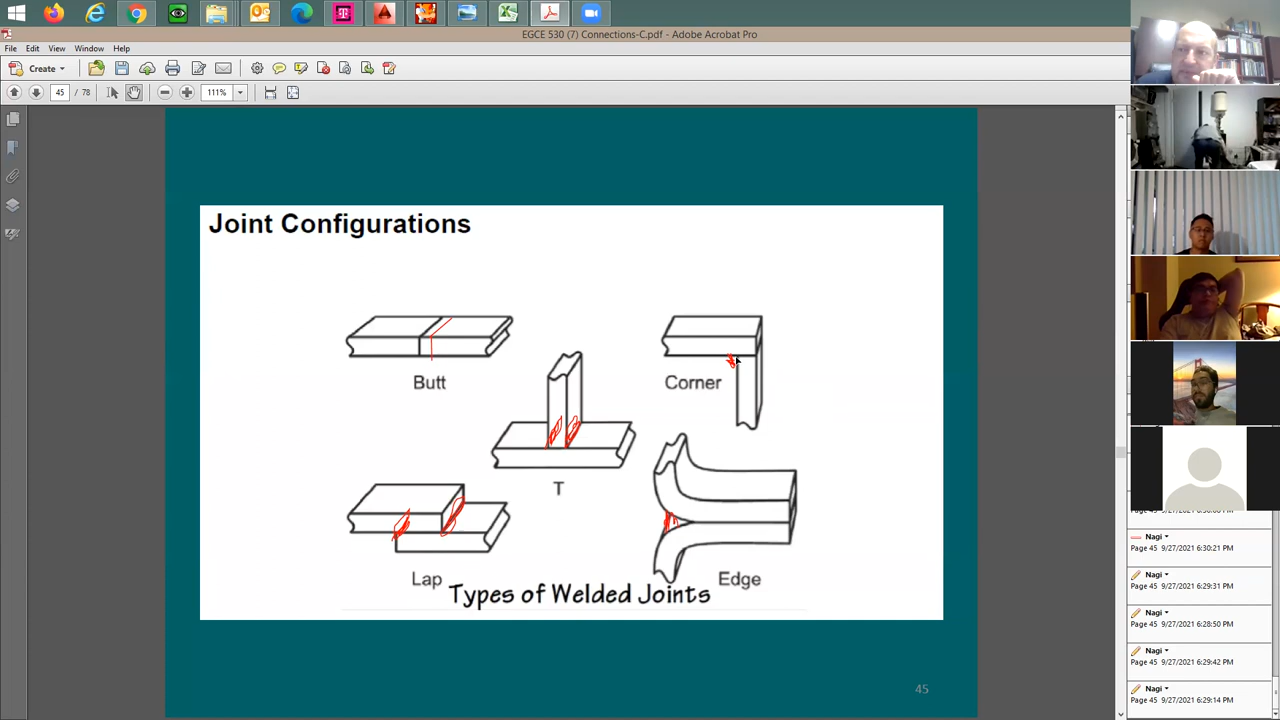 EGCE 530 (7) Connections-C.pdf - Adobe Acrobat Pro
File Edit View Window Help
Create
45 / 78 111%
Joint Configurations
Butt
Corner
T
Lap
Edge
Types of Welded Joints
45
Nagi
Page 45 9/27/2021 6:30:21 PM
Nagi
Page 45 9/27/2021 6:29:31 PM
Nagi
Page 45 9/27/2021 6:28:50 PM
Nagi
Page 45 9/27/2021 6:29:42 PM
Nagi
Page 45 9/27/2021 6:29:14 PM